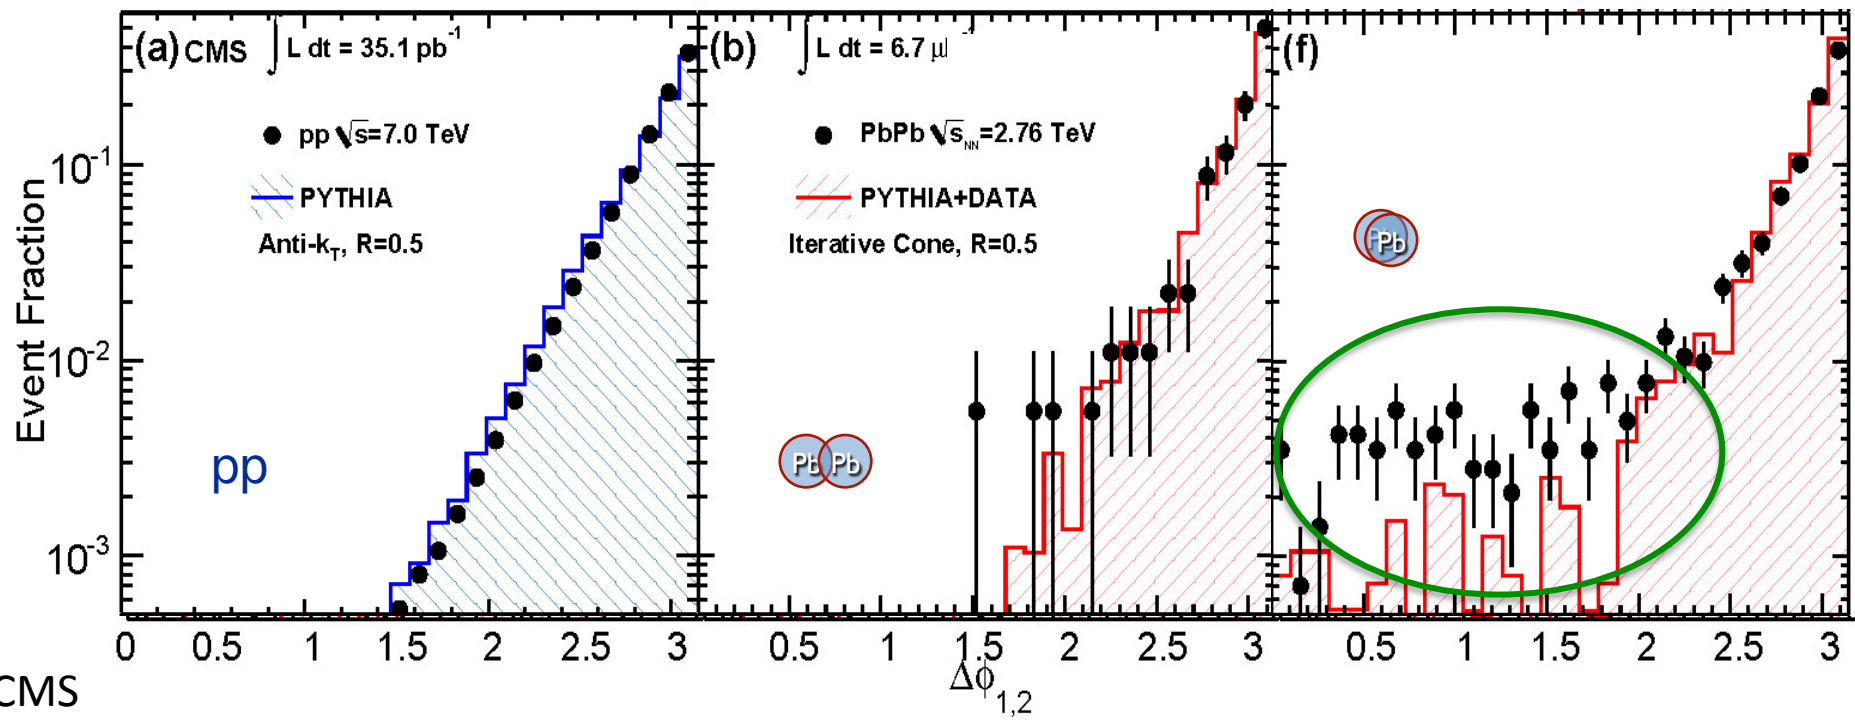 (a) CMS ∫ L dt = 35.1 pb⁻¹
pp √s=7.0 TeV
PYTHIA
Anti-k_T, R=0.5
pp
(b) ∫ L dt = 6.7 μ
PbPb √s_NN=2.76 TeV
PYTHIA+DATA
Iterative Cone, R=0.5
Pb Pb
(f)
Pb
Event Fraction
10⁻¹
10⁻²
10⁻³
0 0.5 1 1.5 2 2.5 3 0.5 1 1.5 2 2.5 3 0.5 1 1.5 2 2.5 3
Δϕ₁,₂
CMS